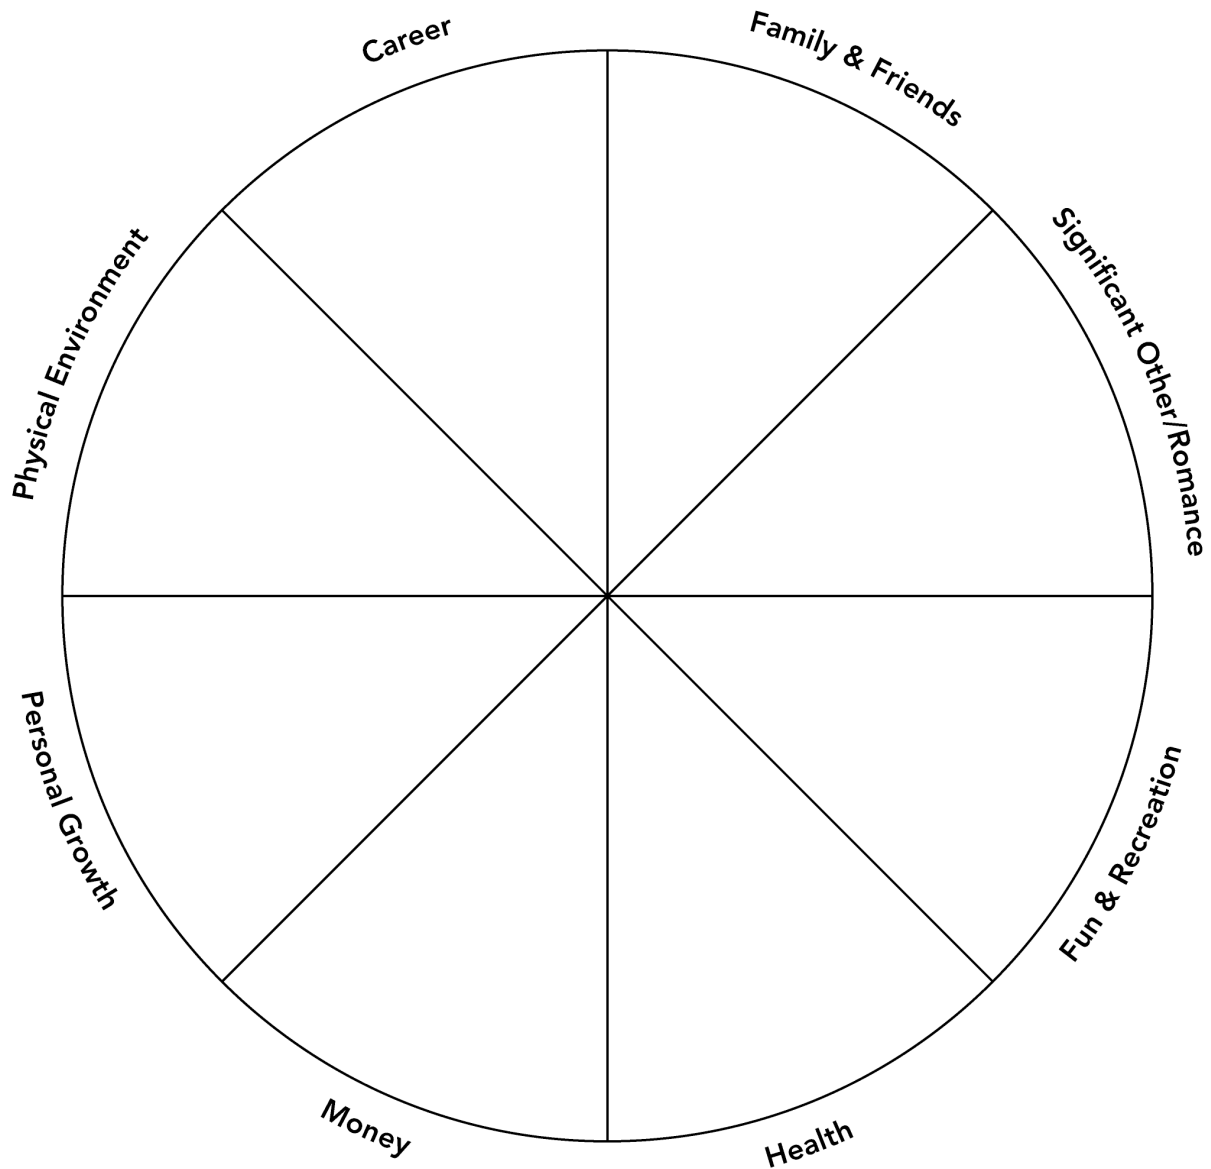 Career
Family & Friends
Significant Other/Romance
Fun & Recreation
Health
Money
Personal Growth
Physical Environment